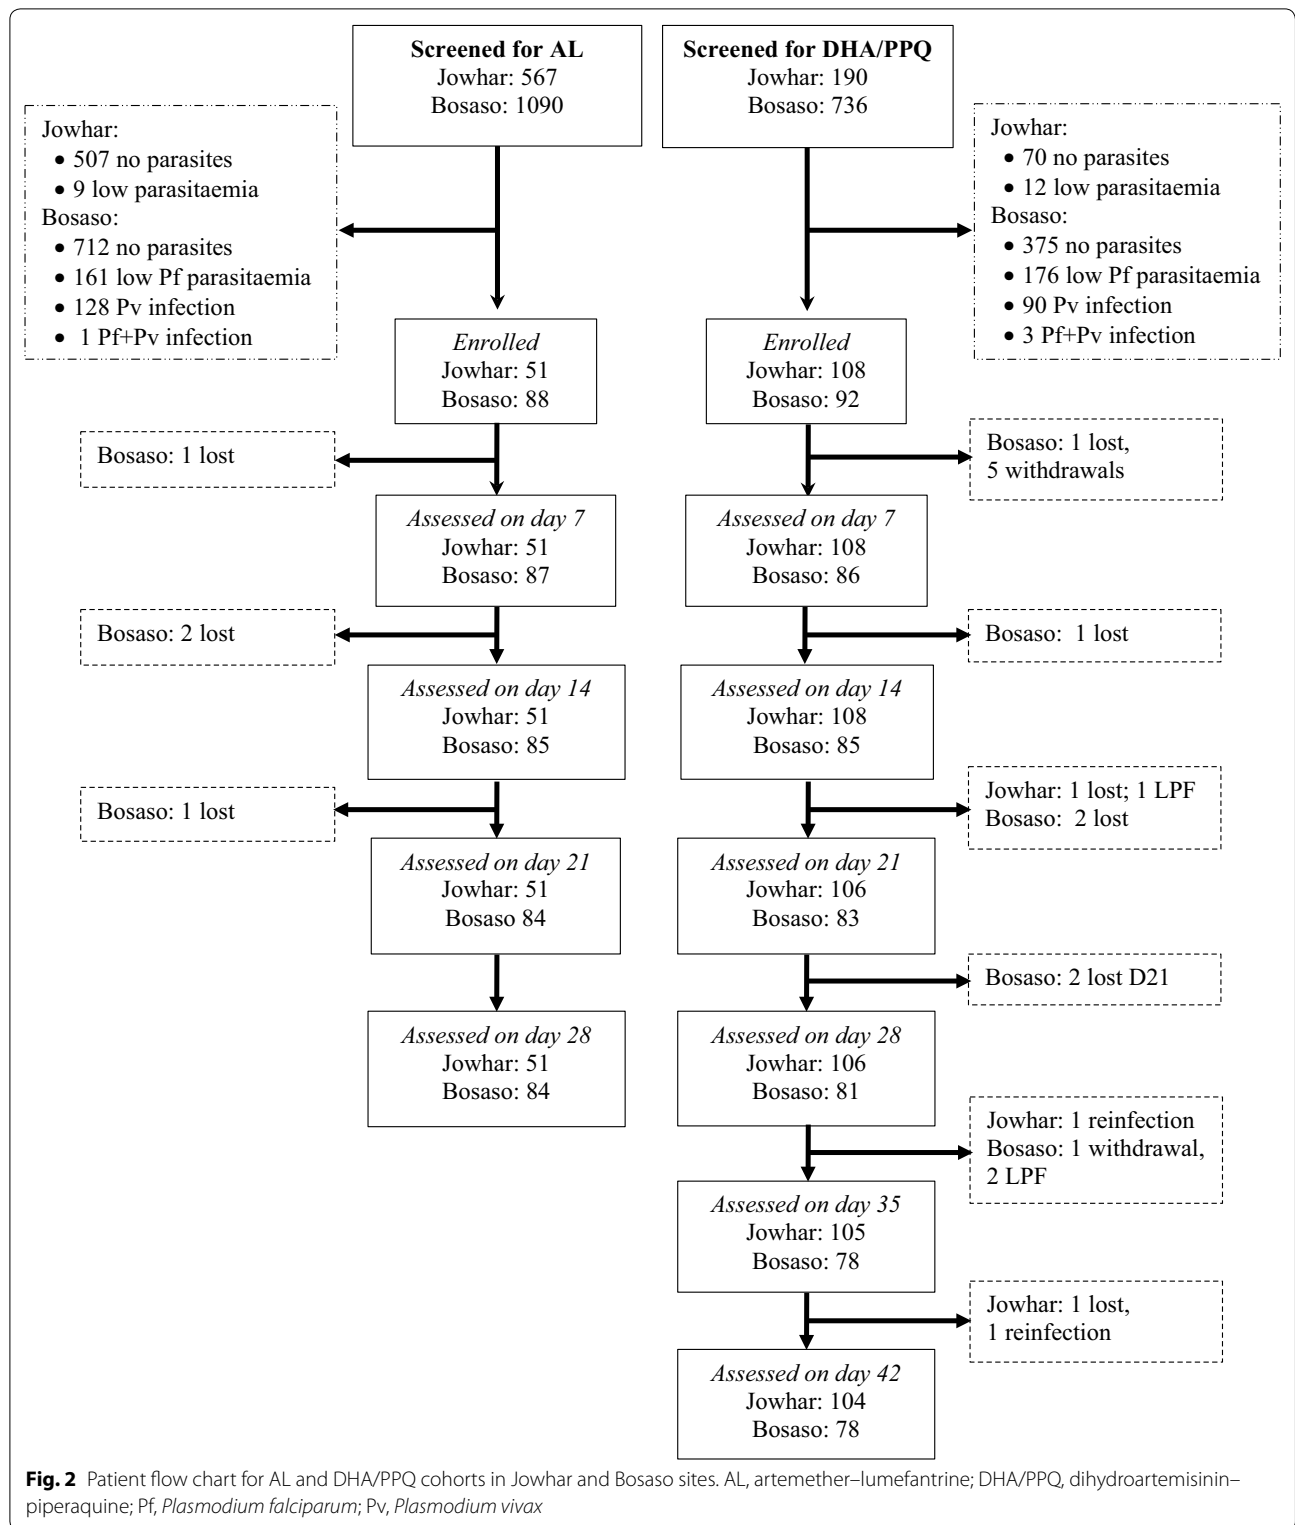 Screened for AL
Jowhar: 567
Bosaso: 1090
Screened for DHA/PPQ
Jowhar: 190
Bosaso: 736
Jowhar:
• 507 no parasites
• 9 low parasitaemia
Bosaso:
• 712 no parasites
• 161 low Pf parasitaemia
• 128 Pv infection
• 1 Pf+Pv infection
Jowhar:
• 70 no parasites
• 12 low parasitaemia
Bosaso:
• 375 no parasites
• 176 low Pf parasitaemia
• 90 Pv infection
• 3 Pf+Pv infection
Enrolled
Jowhar: 51
Bosaso: 88
Enrolled
Jowhar: 108
Bosaso: 92
Bosaso: 1 lost
Bosaso: 1 lost,
5 withdrawals
Assessed on day 7
Jowhar: 51
Bosaso: 87
Assessed on day 7
Jowhar: 108
Bosaso: 86
Bosaso: 2 lost
Bosaso: 1 lost
Assessed on day 14
Jowhar: 51
Bosaso: 85
Assessed on day 14
Jowhar: 108
Bosaso: 85
Bosaso: 1 lost
Jowhar: 1 lost; 1 LPF
Bosaso: 2 lost
Assessed on day 21
Jowhar: 51
Bosaso 84
Assessed on day 21
Jowhar: 106
Bosaso: 83
Bosaso: 2 lost D21
Assessed on day 28
Jowhar: 51
Bosaso: 84
Assessed on day 28
Jowhar: 106
Bosaso: 81
Jowhar: 1 reinfection
Bosaso: 1 withdrawal,
2 LPF
Assessed on day 35
Jowhar: 105
Bosaso: 78
Jowhar: 1 lost,
1 reinfection
Assessed on day 42
Jowhar: 104
Bosaso: 78
Fig. 2 Patient flow chart for AL and DHA/PPQ cohorts in Jowhar and Bosaso sites. AL, artemether–lumefantrine; DHA/PPQ, dihydroartemisinin–
piperaquine; Pf, Plasmodium falciparum; Pv, Plasmodium vivax